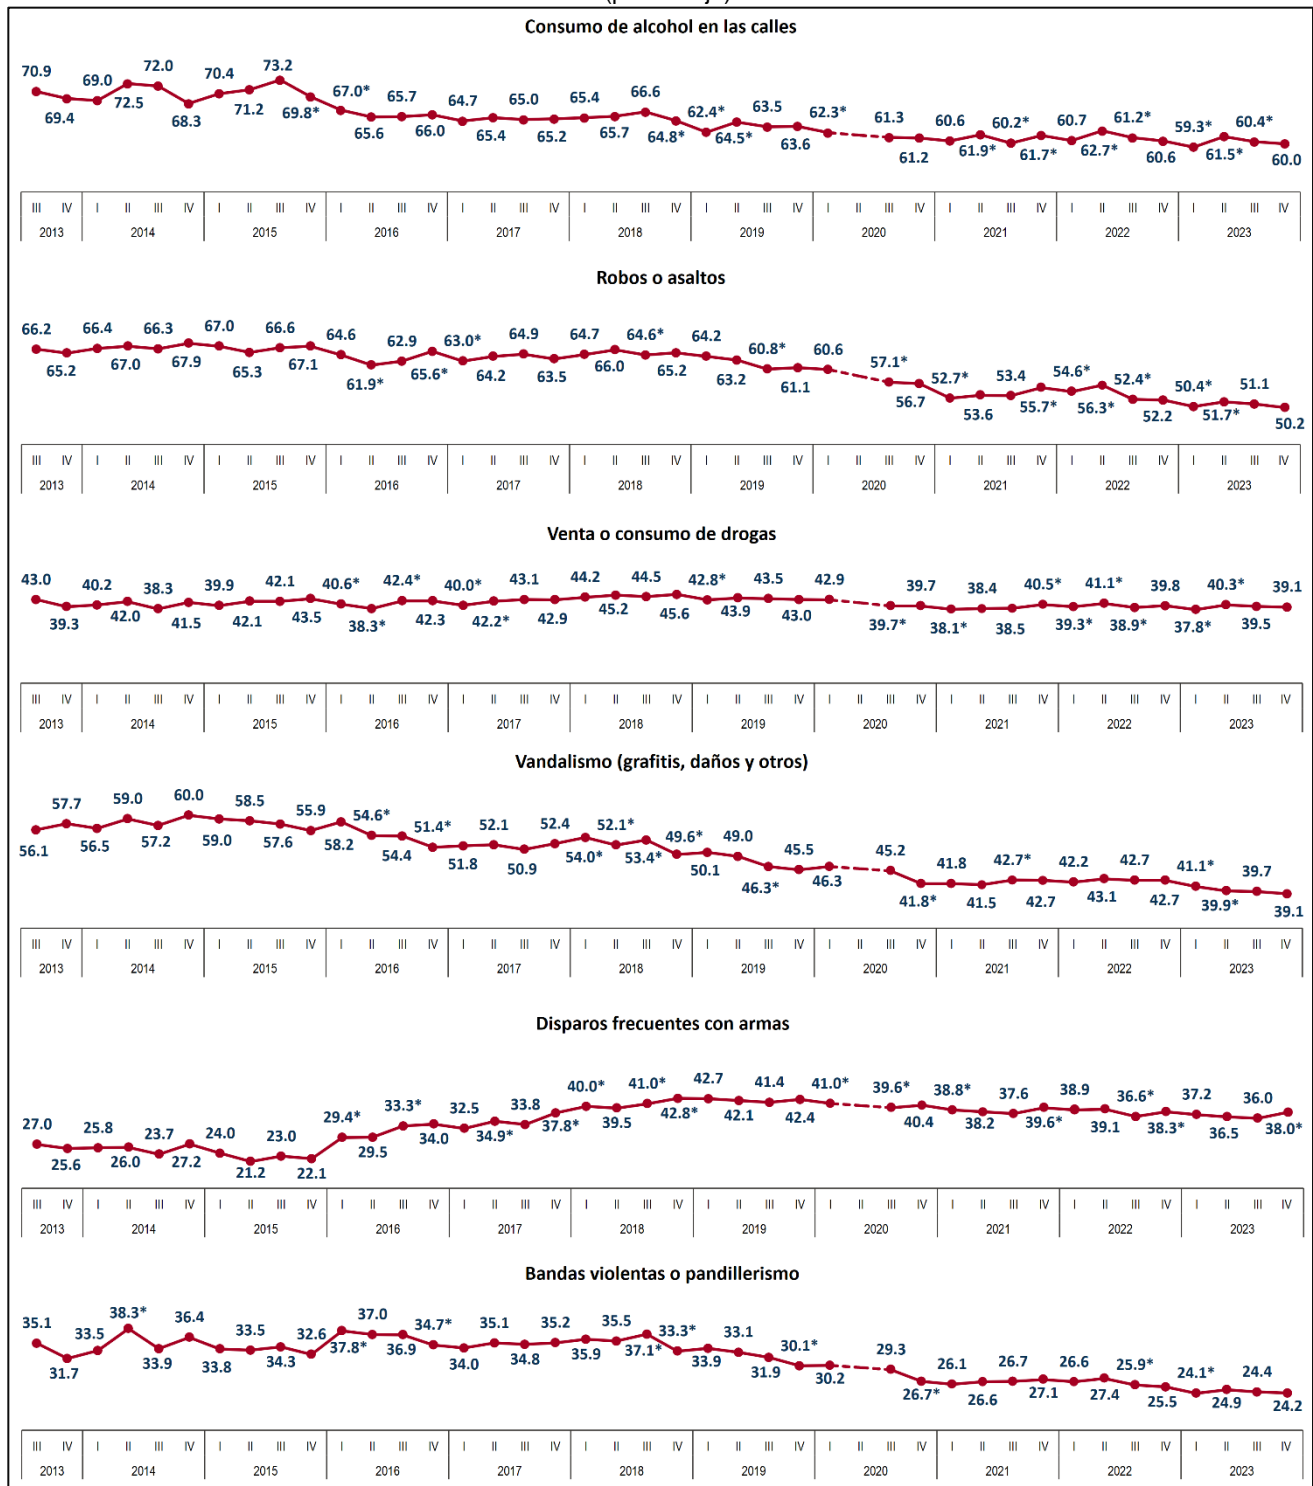 Consumo de alcohol en las calles
70.9 69.0 72.0 70.4 73.2 67.0* 65.7 64.7 65.0 65.4 66.6 62.4* 63.5 62.3* 61.3 60.6 60.2* 60.7 61.2* 59.3* 60.4*
69.4 72.5 68.3 71.2 69.8* 65.6 66.0 65.4 65.2 65.7 64.8* 64.5* 63.6 61.2 61.9* 61.7* 62.7* 60.6 61.5* 60.0
III IV I II III IV I II III IV I II III IV I II III IV I II III IV I II III IV I II III IV I II III IV I II III IV I II III IV
2013 2014 2015 2016 2017 2018 2019 2020 2021 2022 2023
Robos o asaltos
66.2 66.4 66.3 67.0 66.6 64.6 62.9 63.0* 64.9 64.7 64.6* 64.2 60.8* 60.6 57.1* 52.7* 53.4 54.6* 52.4* 50.4* 51.1
65.2 67.0 67.9 65.3 67.1 61.9* 65.6* 64.2 63.5 66.0 65.2 63.2 61.1 56.7 53.6 55.7* 56.3* 52.2 51.7* 50.2
III IV I II III IV I II III IV I II III IV I II III IV I II III IV I II III IV I II III IV I II III IV I II III IV I II III IV
2013 2014 2015 2016 2017 2018 2019 2020 2021 2022 2023
Venta o consumo de drogas
43.0 40.2 38.3 39.9 42.1 40.6* 42.4* 40.0* 43.1 44.2 44.5 42.8* 43.5 42.9 39.7 38.4 40.5* 41.1* 39.8 40.3* 39.1
39.3 42.0 41.5 42.1 43.5 38.3* 42.3 42.2* 42.9 45.2 45.6 43.9 43.0 39.7* 38.1* 38.5 39.3* 38.9* 37.8* 39.5
III IV I II III IV I II III IV I II III IV I II III IV I II III IV I II III IV I II III IV I II III IV I II III IV I II III IV
2013 2014 2015 2016 2017 2018 2019 2020 2021 2022 2023
Vandalismo (grafitis, daños y otros)
57.7 59.0 60.0 58.5 55.9 54.6* 51.4* 52.1 52.4 52.1* 49.6* 49.0 45.5 45.2 41.8 42.7* 42.2 42.7 41.1* 39.7
56.1 56.5 57.2 59.0 57.6 58.2 54.4 51.8 50.9 54.0* 53.4* 50.1 46.3* 46.3 41.8* 41.5 42.7 43.1 42.7 39.9* 39.1
III IV I II III IV I II III IV I II III IV I II III IV I II III IV I II III IV I II III IV I II III IV I II III IV I II III IV
2013 2014 2015 2016 2017 2018 2019 2020 2021 2022 2023
Disparos frecuentes con armas
27.0 25.8 23.7 24.0 23.0 29.4* 33.3* 32.5 33.8 40.0* 41.0* 42.7 41.4 41.0* 39.6* 38.8* 37.6 38.9 36.6* 37.2 36.0
25.6 26.0 27.2 21.2 22.1 29.5 34.0 34.9* 37.8* 39.5 42.8* 42.1 42.4 40.4 38.2 39.6* 39.1 38.3* 36.5 38.0*
III IV I II III IV I II III IV I II III IV I II III IV I II III IV I II III IV I II III IV I II III IV I II III IV I II III IV
2013 2014 2015 2016 2017 2018 2019 2020 2021 2022 2023
Bandas violentas o pandillerismo
35.1 33.5 38.3* 36.4 33.5 32.6 37.0 34.7* 35.1 35.2 35.5 33.3* 33.1 30.1* 29.3 26.1 26.7 26.6 25.9* 24.1* 24.4
31.7 33.9 33.8 34.3 37.8* 36.9 34.0 34.8 35.9 37.1* 33.9 31.9 30.2 26.7* 26.6 27.1 27.4 25.5 24.9 24.2
III IV I II III IV I II III IV I II III IV I II III IV I II III IV I II III IV I II III IV I II III IV I II III IV I II III IV
2013 2014 2015 2016 2017 2018 2019 2020 2021 2022 2023